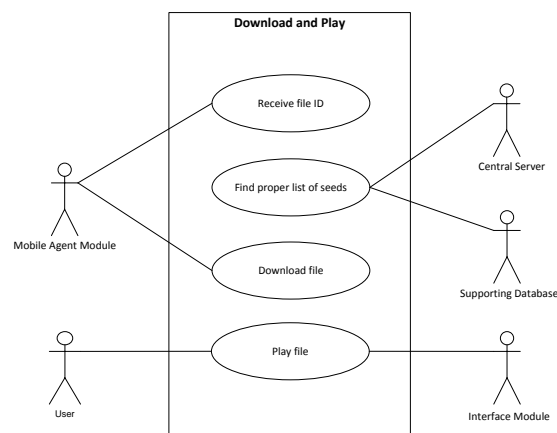 Download and Play
Receive file ID
Central Server
Find proper list of seeds
Mobile Agent Module
Download file
Supporting Database
Play file
User
Interface Module